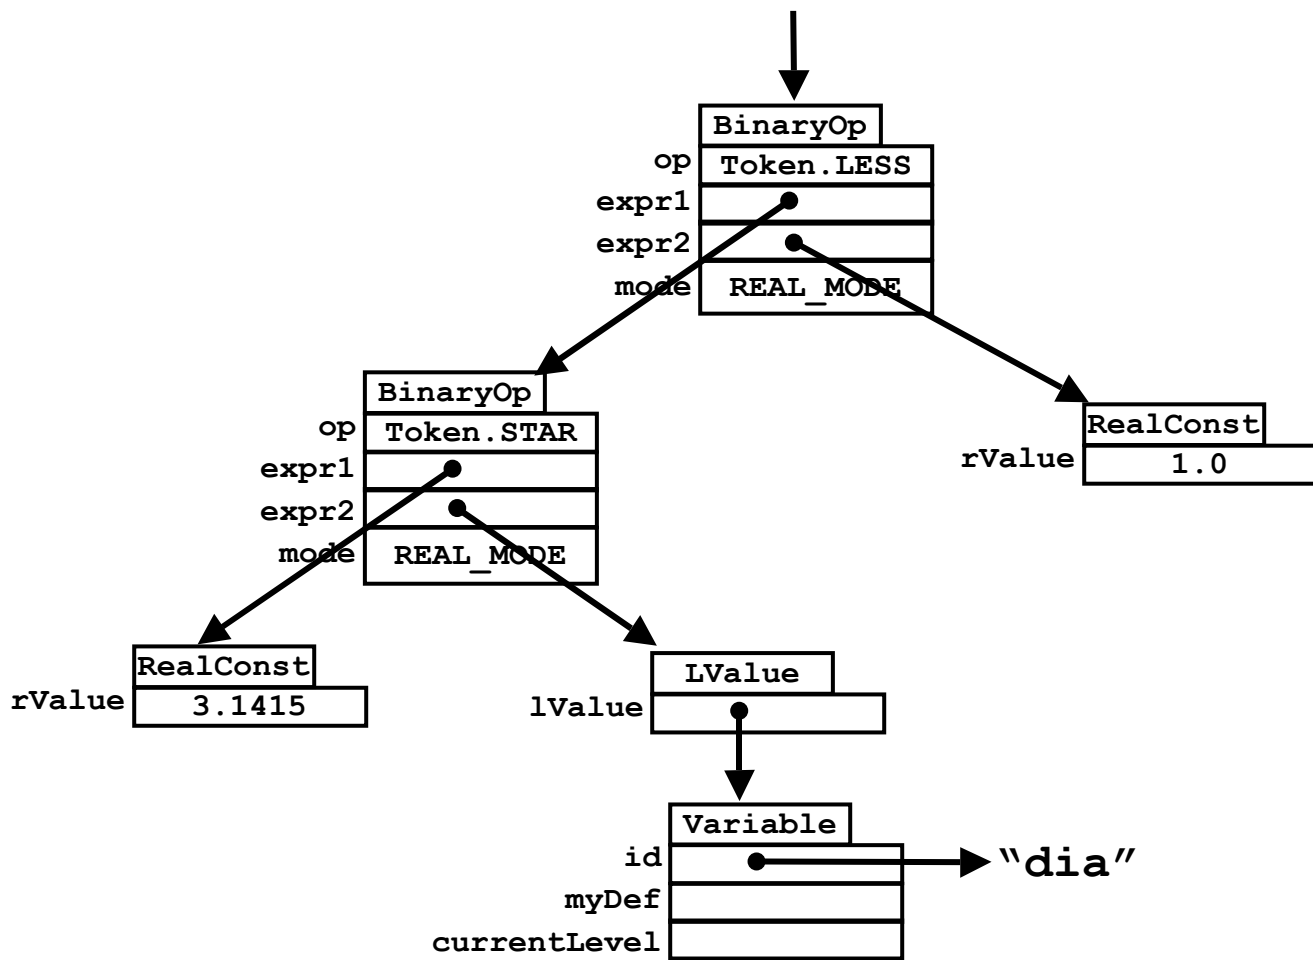 BinaryOp
op Token.LESS
expr1
expr2
mode REAL_MODE
BinaryOp
op Token.STAR
expr1
expr2
mode REAL_MODE
RealConst
rValue 1.0
RealConst
rValue 3.1415
LValue
lValue
Variable
id “dia”
myDef
currentLevel